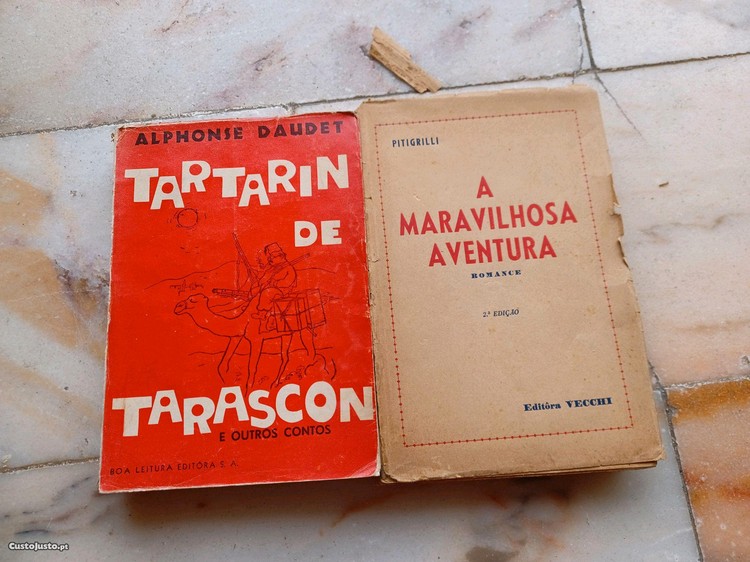 ALPHONSE DAUDET
TARTARIN
DE
TARASCON
E OUTROS CONTOS
BOA LEITURA EDITÔRA S. A.
PITIGRILLI
A
MARAVILHOSA
AVENTURA
ROMANCE
2.ª EDIÇÃO
Editôra VECCHI
CustoJusto.pt